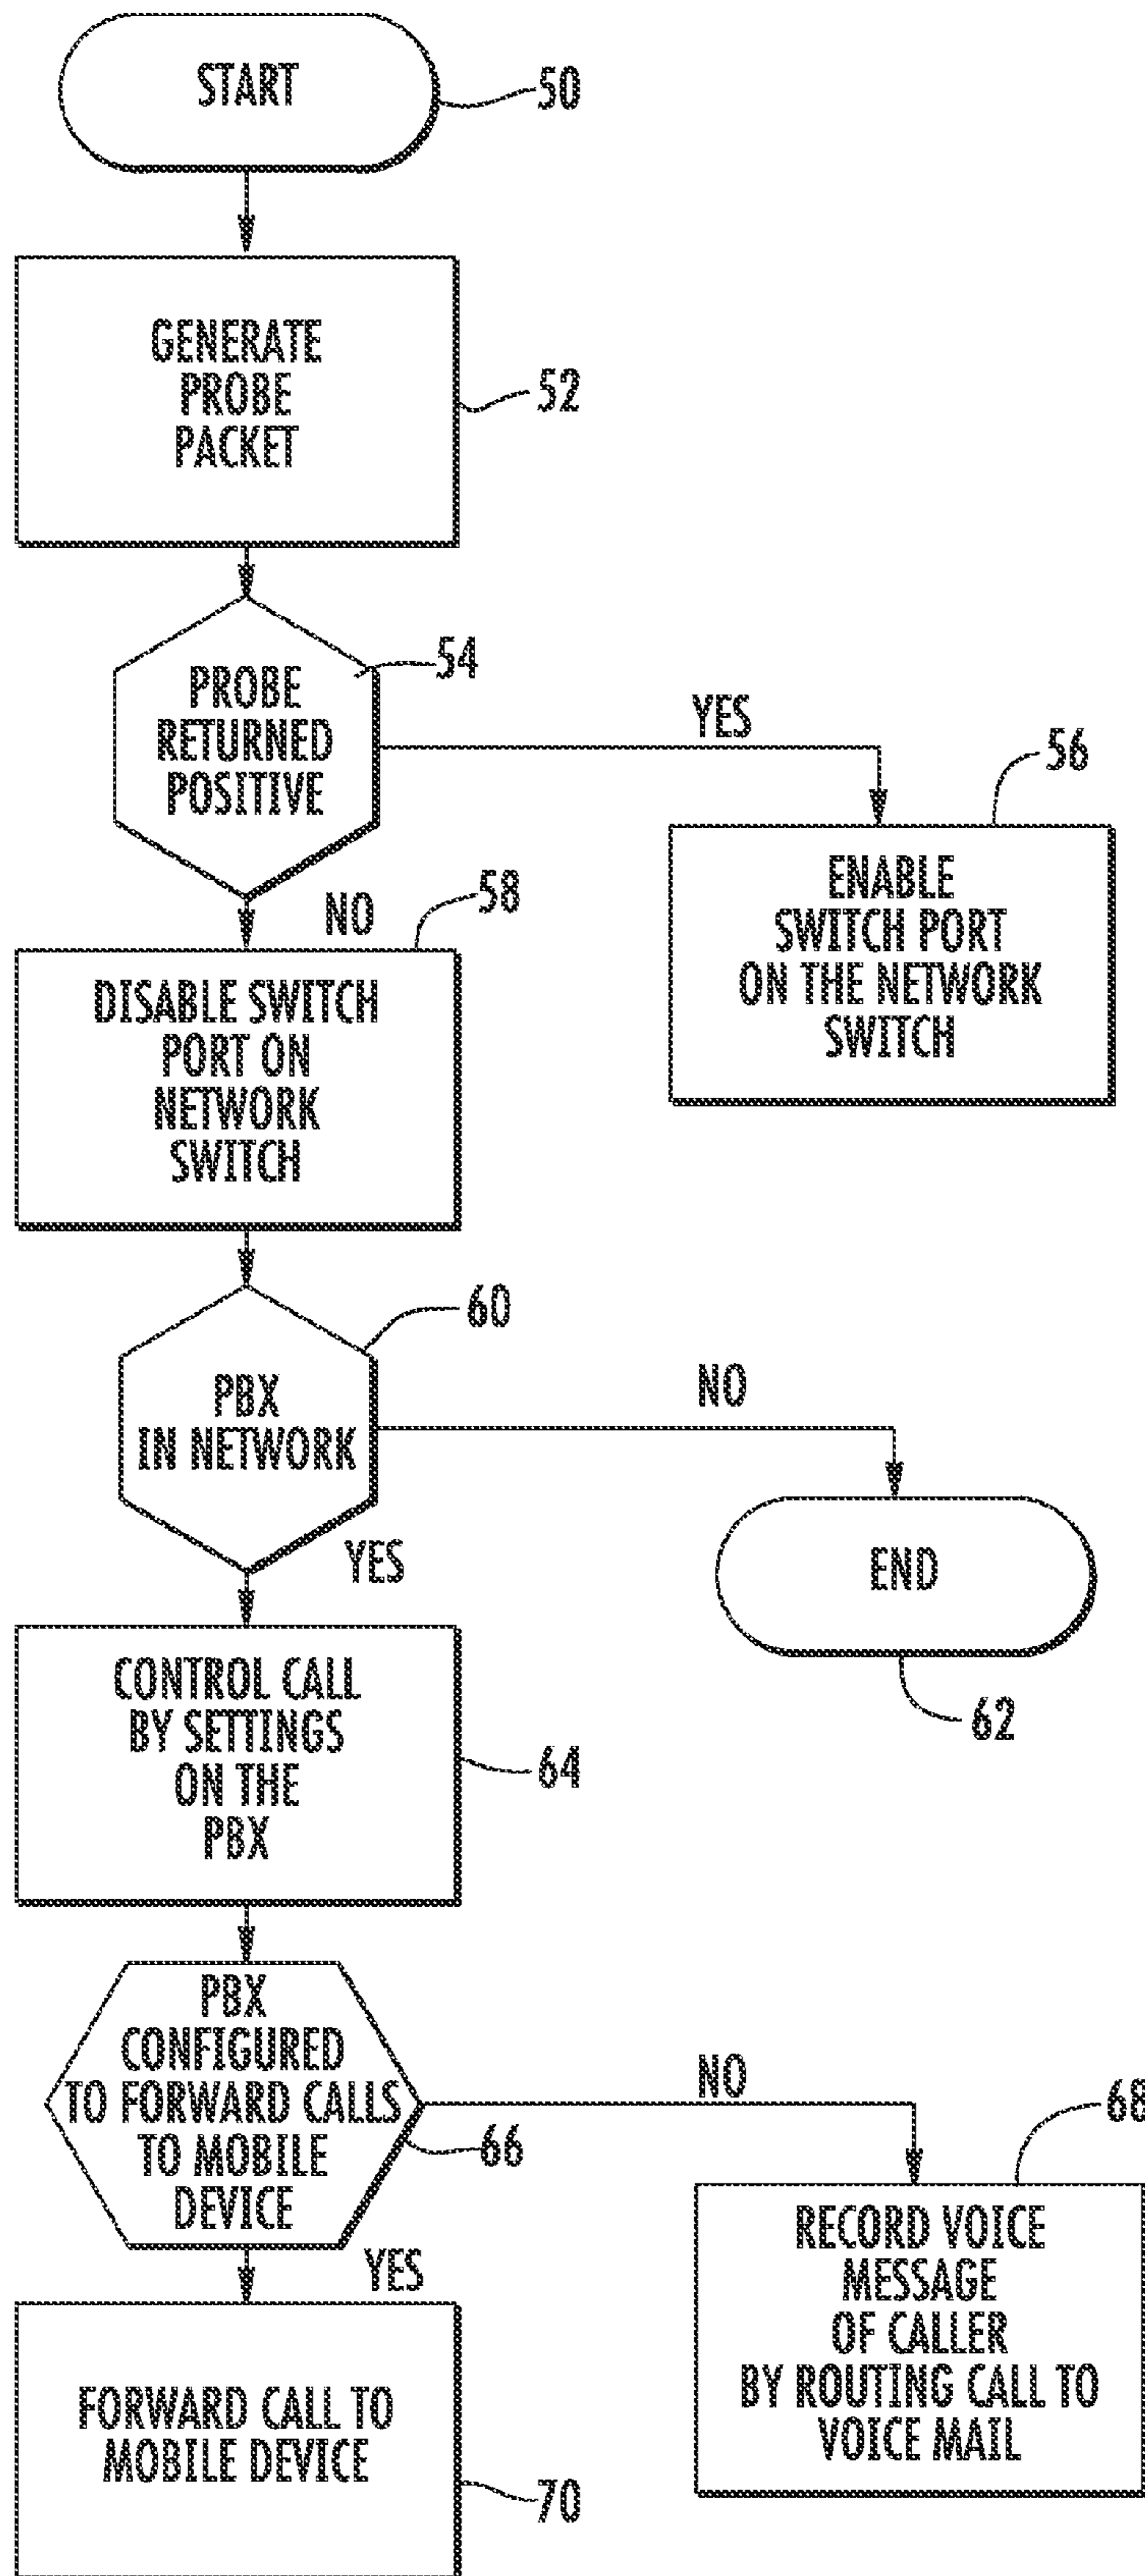 START
50
GENERATE
PROBE
PACKET
52
PROBE
RETURNED
POSITIVE
54
YES
56
ENABLE
SWITCH PORT
ON THE NETWORK
SWITCH
NO
58
DISABLE SWITCH
PORT ON
NETWORK
SWITCH
60
PBX
IN NETWORK
NO
END
62
YES
CONTROL CALL
BY SETTINGS
ON THE
PBX
64
PBX
CONFIGURED
TO FORWARD CALLS
TO MOBILE
DEVICE
66
NO
68
RECORD VOICE
MESSAGE
OF CALLER
BY ROUTING CALL TO
VOICE MAIL
YES
FORWARD CALL TO
MOBILE DEVICE
70